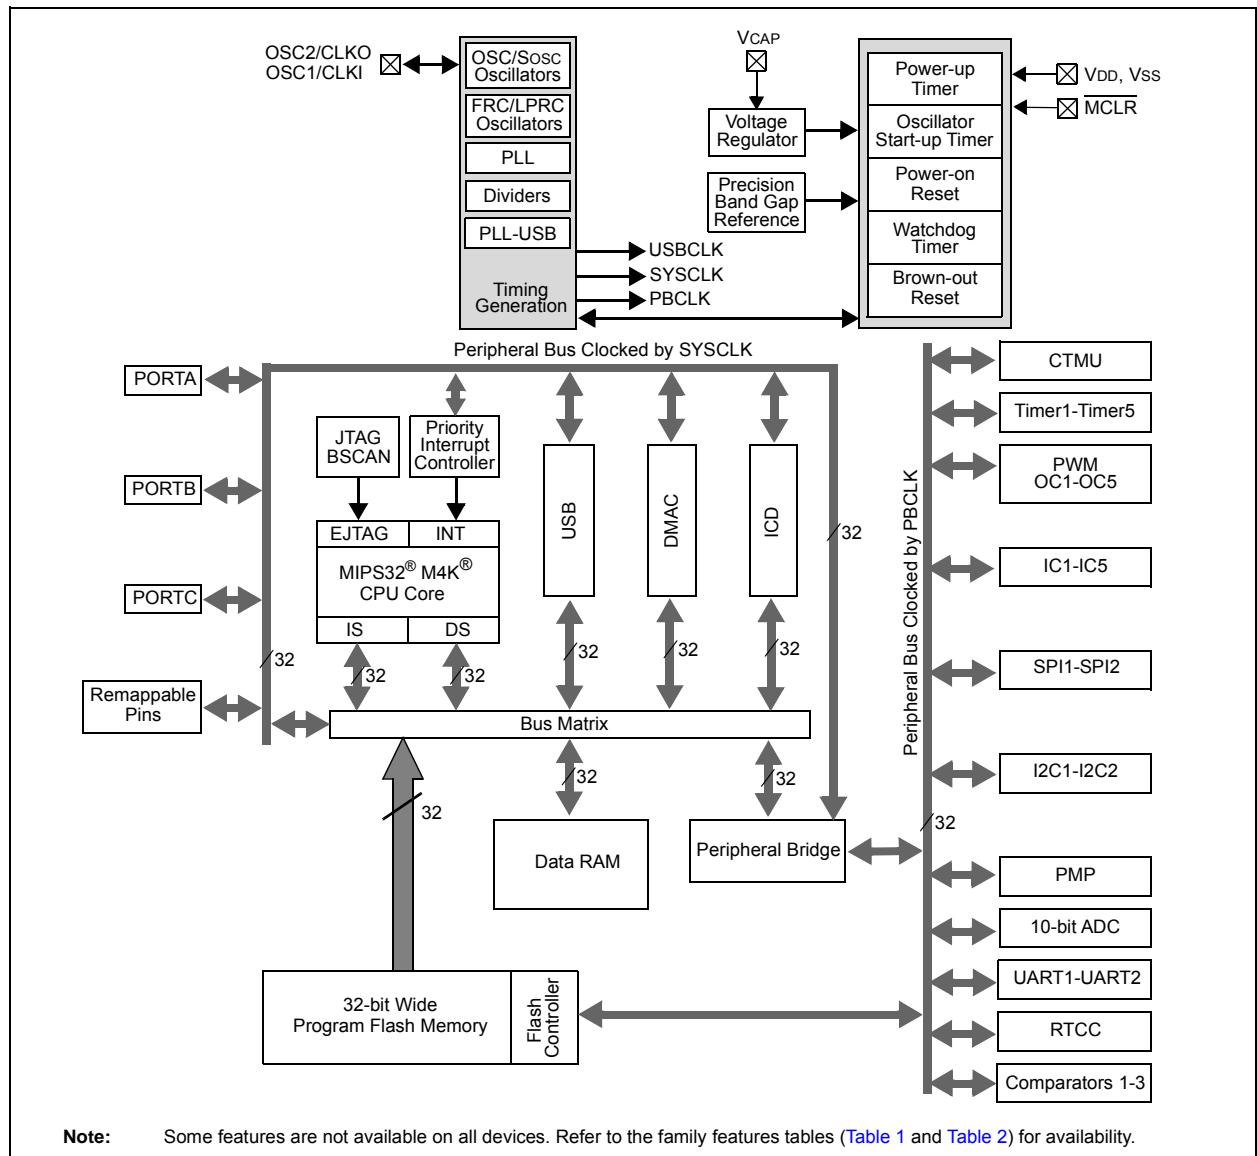 OSC2/CLKO
OSC1/CLKI
OSC/SOSC
Oscillators
FRC/LPRC
Oscillators
PLL
Dividers
PLL-USB
Timing
Generation
USBCLK
SYSCLK
PBCLK
VCAP
Voltage
Regulator
Precision
Band Gap
Reference
Power-up
Timer
Oscillator
Start-up Timer
Power-on
Reset
Watchdog
Timer
Brown-out
Reset
VDD, VSS
MCLR
Peripheral Bus Clocked by SYSCLK
PORTA
PORTB
PORTC
Remappable
Pins
32
JTAG
BSCAN
Priority
Interrupt
Controller
EJTAG
INT
MIPS32® M4K®
CPU Core
IS
DS
32
32
USB
32
DMAC
32
ICD
32
32
Bus Matrix
32
32
32
Data RAM
Peripheral Bridge
32-bit Wide
Program Flash Memory
Flash
Controller
Peripheral Bus Clocked by PBCLK
32
CTMU
Timer1-Timer5
PWM
OC1-OC5
IC1-IC5
SPI1-SPI2
I2C1-I2C2
PMP
10-bit ADC
UART1-UART2
RTCC
Comparators 1-3
Note: Some features are not available on all devices. Refer to the family features tables (Table 1 and Table 2) for availability.